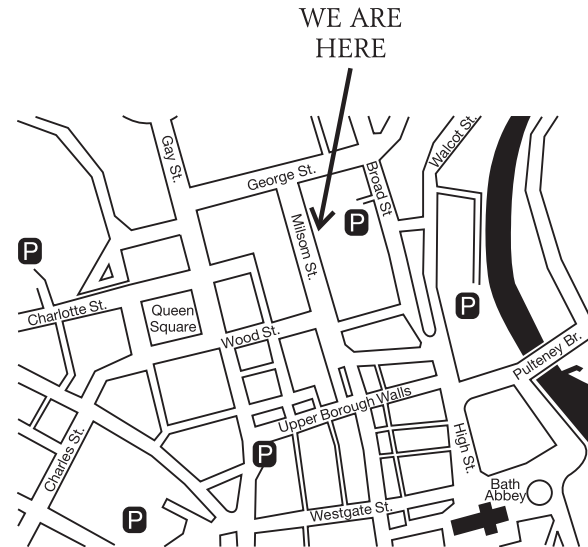 WE ARE
HERE
Gay St.
George St.
Broad St
Walcot St.
P
P
Milsom St.
P
Charlotte St.
Queen
Square
Wood St.
Pulteney Br.
Upper Borough Walls
Charles St.
P
High St.
Bath
Abbey
P
Westgate St.